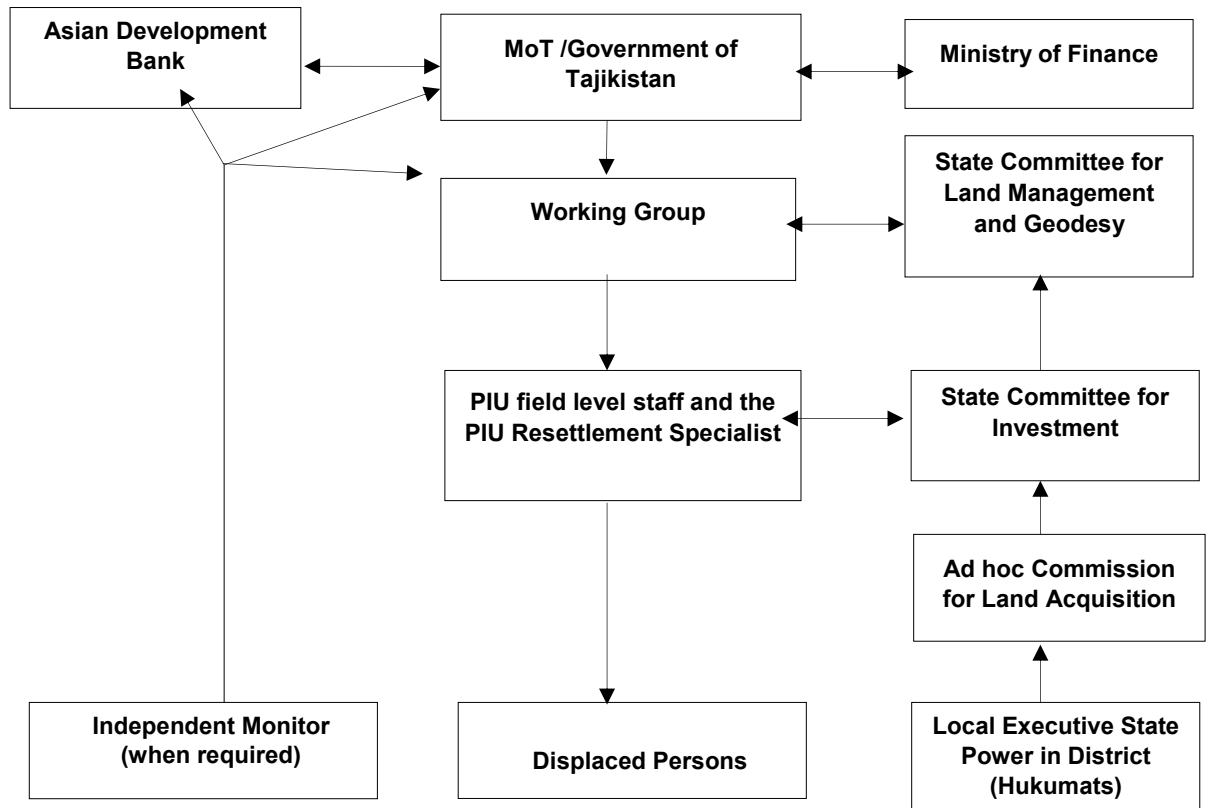 Asian Development
Bank
MoT /Government of
Tajikistan
Ministry of Finance
State Committee for
Land Management
and Geodesy
Working Group
PIU field level staff and the
PIU Resettlement Specialist
State Committee for
Investment
Ad hoc Commission
for Land Acquisition
Independent Monitor
(when required)
Displaced Persons
Local Executive State
Power in District
(Hukumats)